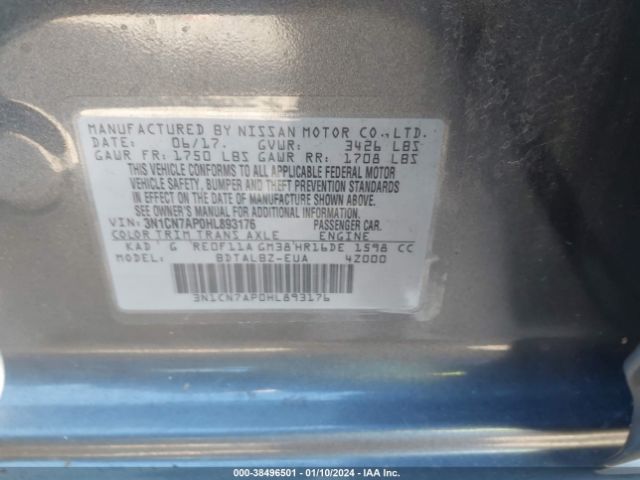 MANUFACTURED BY NISSAN MOTOR CO., LTD.
DATE: 06/17. GVWR: 3426 LBS
GAWR FR: 1750 LBS GAWR RR: 1708 LBS
THIS VEHICLE CONFORMS TO ALL APPLICABLE FEDERAL MOTOR
VEHICLE SAFETY, BUMPER AND THEFT PREVENTION STANDARDS
IN EFFECT ON THE DATE OF MANUFACTURE SHOWN ABOVE.
SEE OWNER'S MANUAL FOR ADDITIONAL INFORMATION.
VIN: 3N1CN7AP0HL893176 PASSENGER CAR.
COLOR TRIM TRANS AXLE ENGINE
KAD G RE0F11A GM38 HR16DE 1598 CC
MODEL BDTALBZ-EUA 4Z000
3N1CN7AP0HL893176
000-38496501 - 01/10/2024 - IAA Inc.